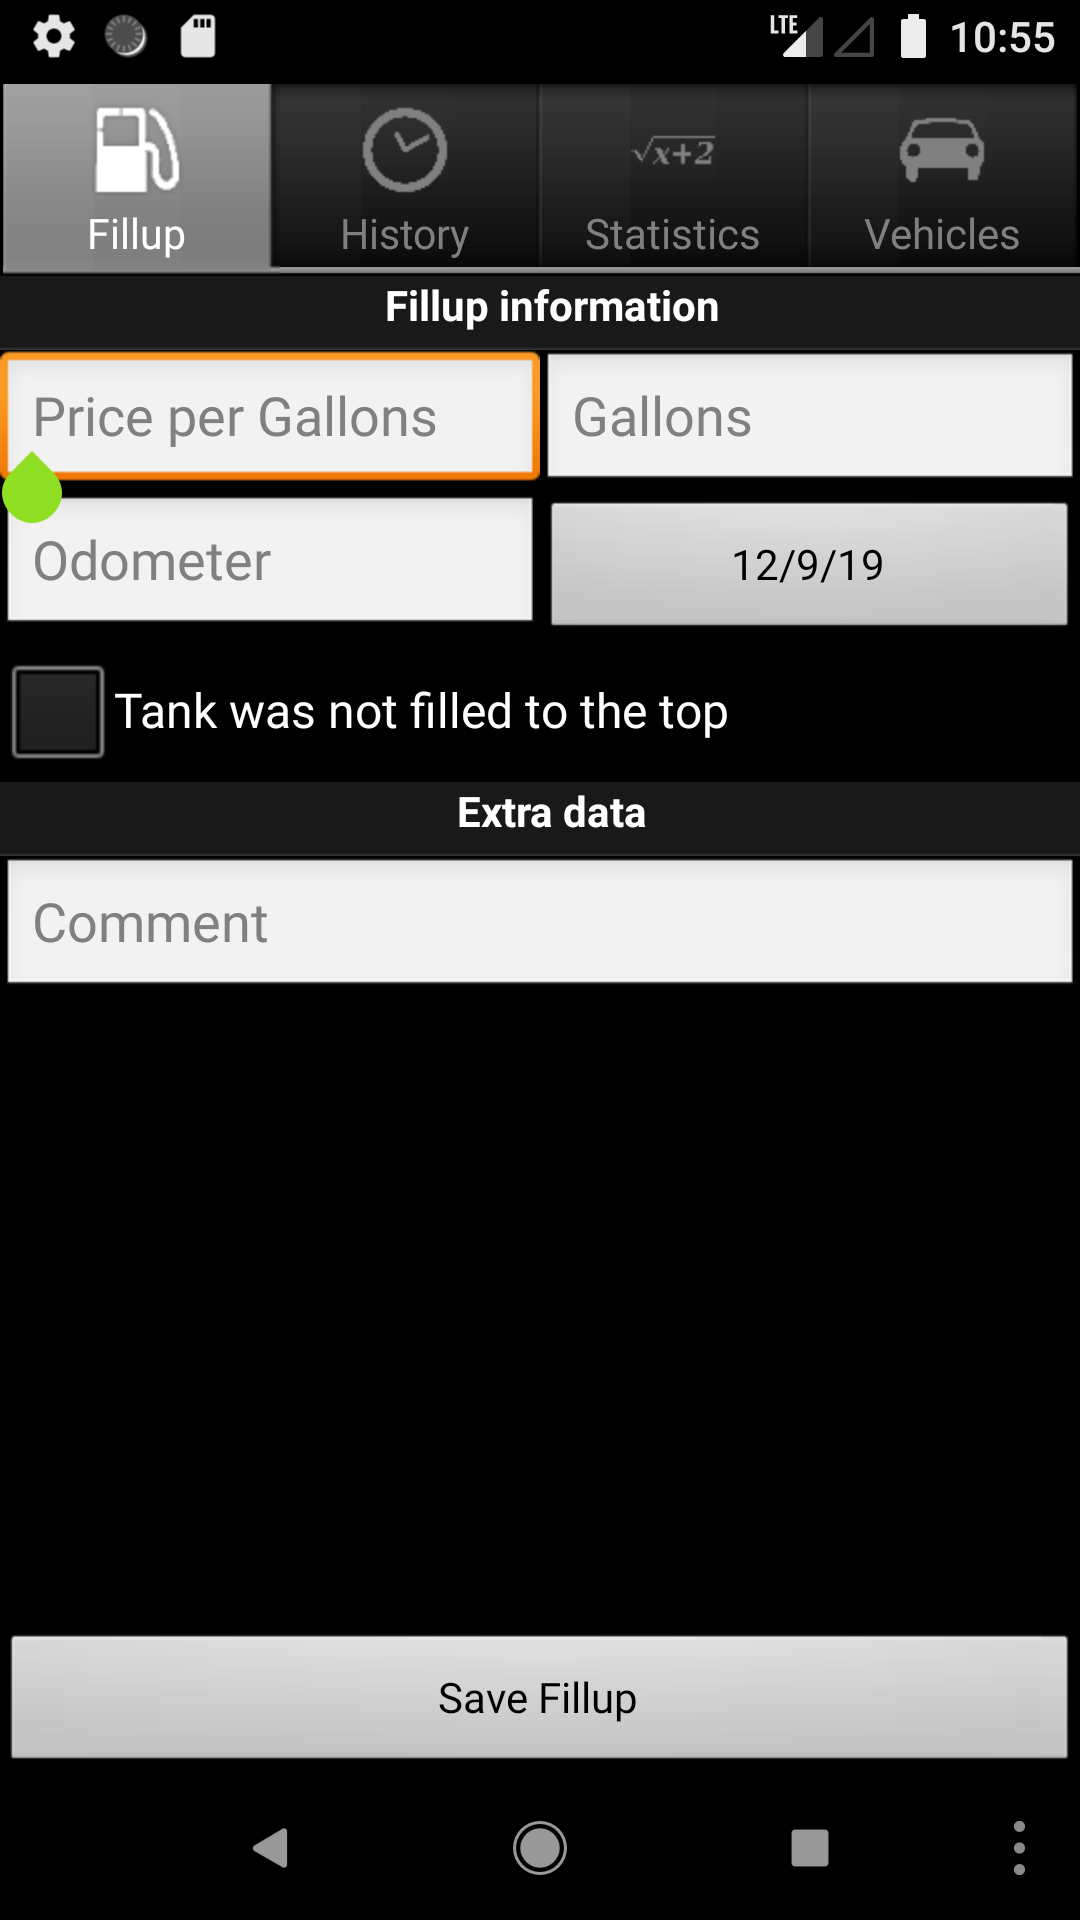 LTE 10:55
√x+2
Fillup History Statistics Vehicles
Fillup information
Price per Gallons Gallons
Odometer 12/9/19
Tank was not filled to the top
Extra data
Comment
Save Fillup